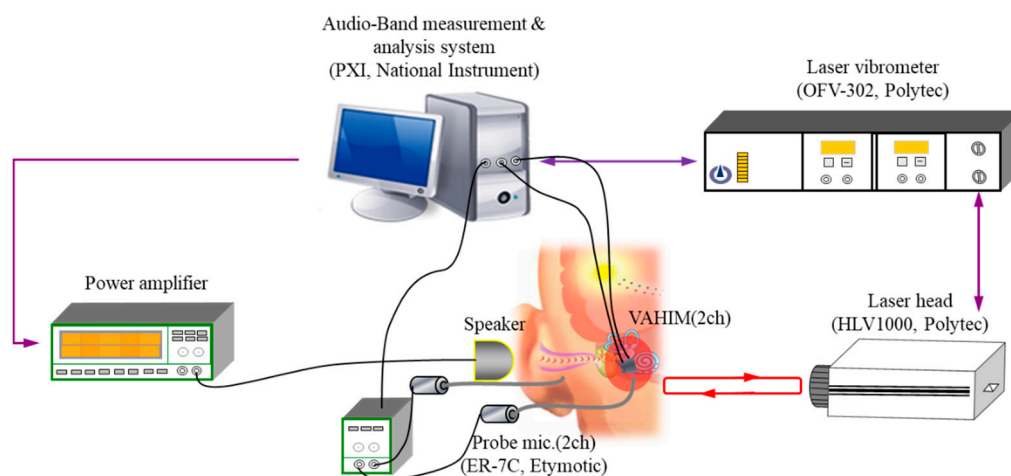 Audio-Band measurement &
analysis system
(PXI, National Instrument)
Laser vibrometer
(OFV-302, Polytec)
Power amplifier
Speaker
VAHIM(2ch)
Laser head
(HLV1000, Polytec)
Probe mic.(2ch)
(ER-7C, Etymotic)